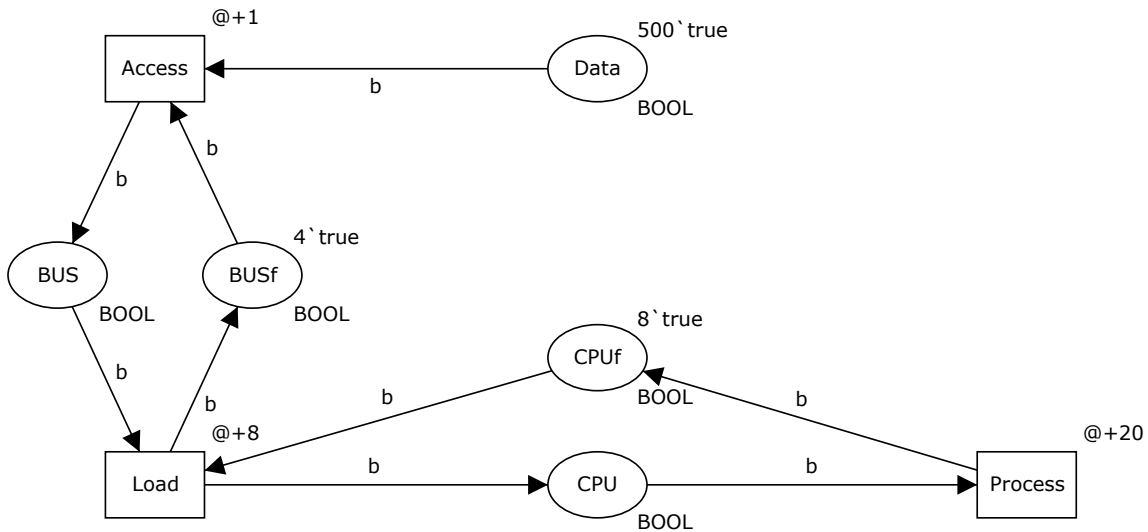 @+1
Access
500`true
Data
BOOL
b
b
b
BUS
BOOL
4`true
BUSf
BOOL
b
b
8`true
CPUf
BOOL
b
b
@+8
Load
b
CPU
BOOL
b
@+20
Process